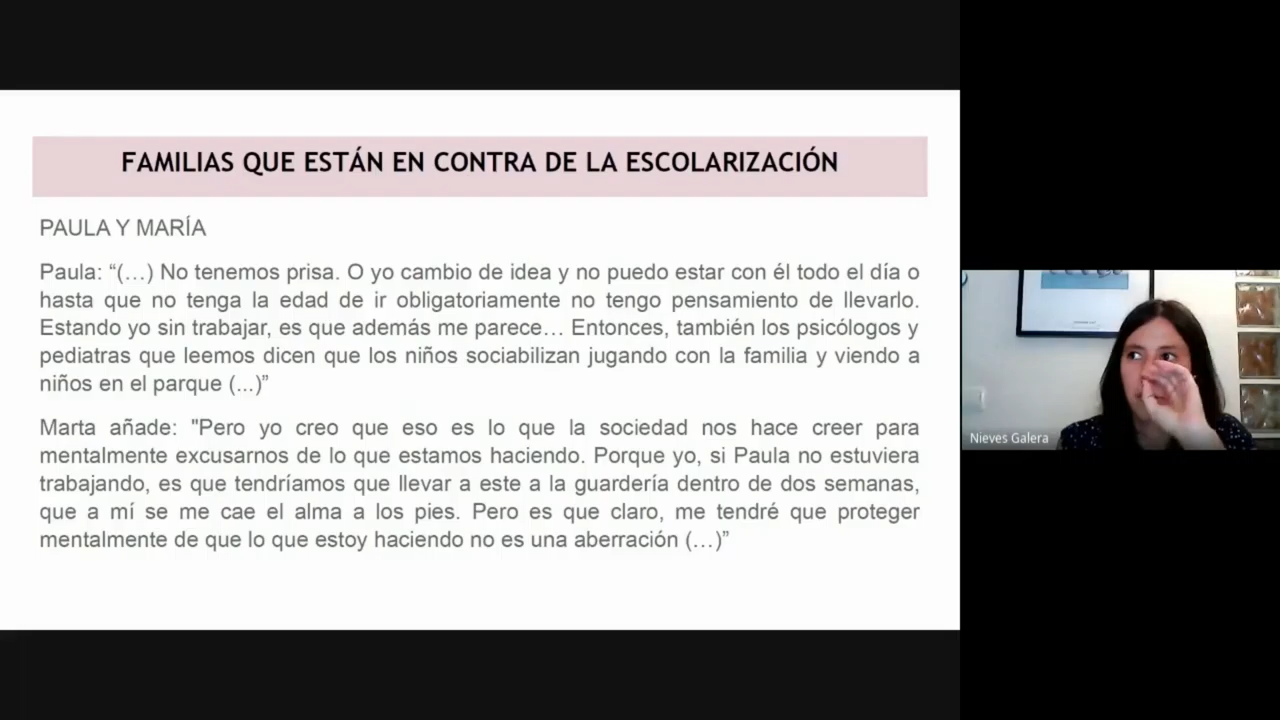 FAMILIAS QUE ESTÁN EN CONTRA DE LA ESCOLARIZACIÓN
PAULA Y MARÍA
Paula: “(…) No tenemos prisa. O yo cambio de idea y no puedo estar con él todo el día o
hasta que no tenga la edad de ir obligatoriamente no tengo pensamiento de llevarlo.
Estando yo sin trabajar, es que además me parece… Entonces, también los psicólogos y
pediatras que leemos dicen que los niños sociabilizan jugando con la familia y viendo a
niños en el parque (...)”
Marta añade: "Pero yo creo que eso es lo que la sociedad nos hace creer para
mentalmente excusarnos de lo que estamos haciendo. Porque yo, si Paula no estuviera
trabajando, es que tendríamos que llevar a este a la guardería dentro de dos semanas,
que a mí se me cae el alma a los pies. Pero es que claro, me tendré que proteger
mentalmente de que lo que estoy haciendo no es una aberración (…)”
Nieves Galera